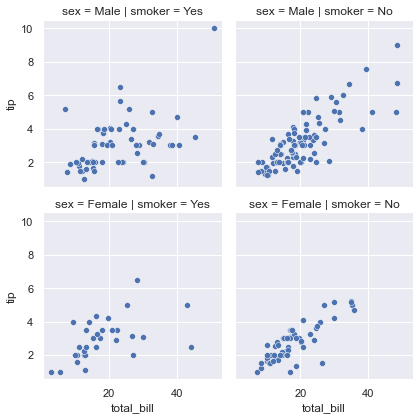 sex = Male | smoker = Yes
sex = Male | smoker = No
10
8
6
4
2
tip
sex = Female | smoker = Yes
sex = Female | smoker = No
10
8
6
4
2
tip
20
40
20
40
total_bill
total_bill